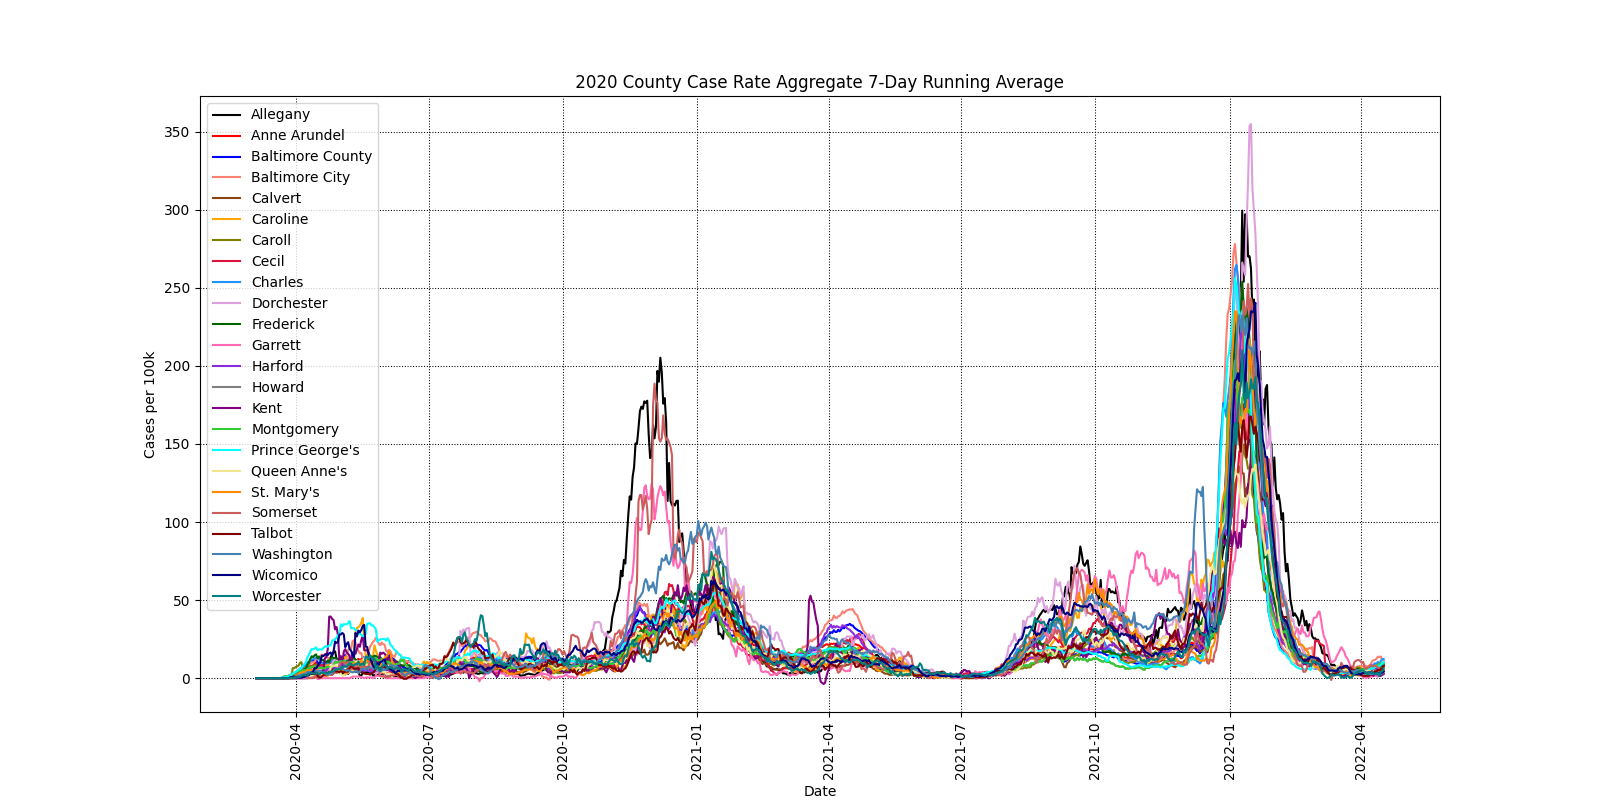 2020 County Case Rate Aggregate 7-Day Running Average
Cases per 100k
350
300
250
200
150
100
50
0
Allegany
Anne Arundel
Baltimore County
Baltimore City
Calvert
Caroline
Caroll
Cecil
Charles
Dorchester
Frederick
Garrett
Harford
Howard
Kent
Montgomery
Prince George's
Queen Anne's
St. Mary's
Somerset
Talbot
Washington
Wicomico
Worcester
2020-04
2020-07
2020-10
2021-01
2021-04
2021-07
2021-10
2022-01
2022-04
Date